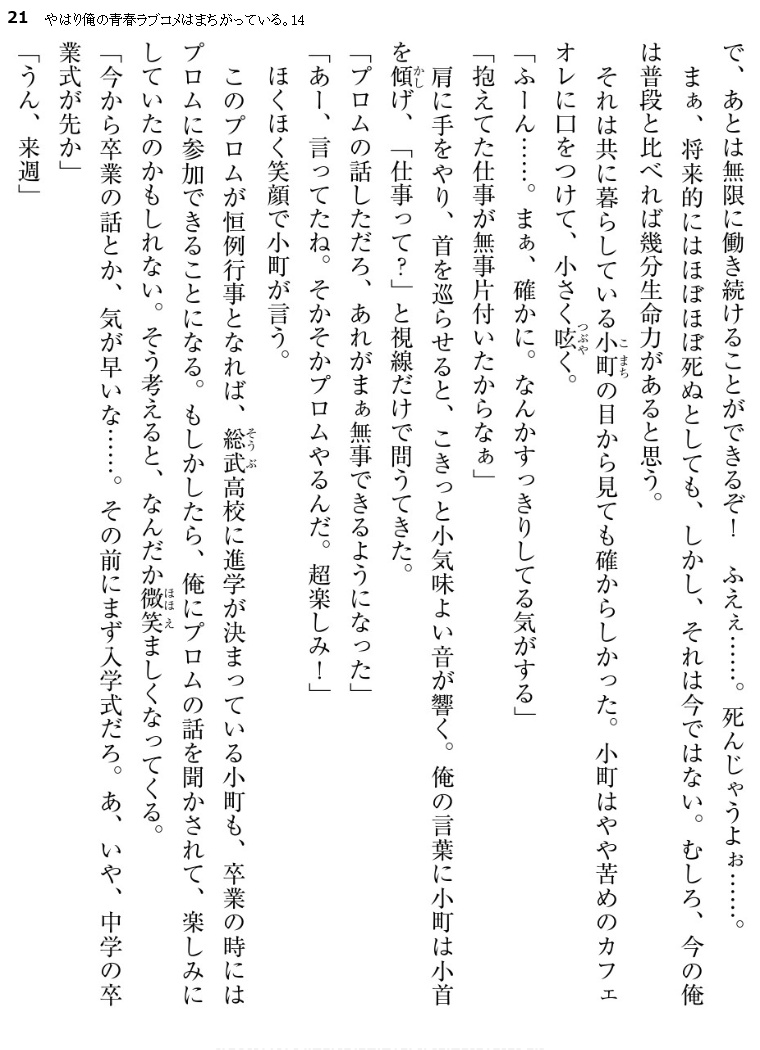 21 やはり俺の青春ラブコメはまちがっている。14
で、あとは無限に働き続けることができるぞ！　ふえぇ……。死んじゃうよぉ……。
　まぁ、将来的にはほぼほぼ死ぬとしても、しかし、それは今ではない。むしろ、今の俺
は普段と比べれば幾分生命力があると思う。
　それは共に暮らしている小町の目から見ても確からしかった。小町はやや苦めのカフェ
オレに口をつけて、小さく呟く。
「ふーん……。まぁ、確かに。なんかすっきりしてる気がする」
「抱えてた仕事が無事片付いたからなぁ」
　肩に手をやり、首を巡らせると、こきっと小気味よい音が響く。俺の言葉に小町は小首
を傾げ、「仕事って？」と視線だけで問うてきた。
「プロムの話しただろ、あれがまぁ無事できるようになった」
「あー、言ってたね。そかそかプロムやるんだ。超楽しみ！」
　ほくほく笑顔で小町が言う。
　このプロムが恒例行事となれば、総武高校に進学が決まっている小町も、卒業の時には
プロムに参加できることになる。もしかしたら、俺にプロムの話を聞かされて、楽しみに
していたのかもしれない。そう考えると、なんだか微笑ましくなってくる。
「今から卒業の話とか、気が早いな……。その前にまず入学式だろ。あ、いや、中学の卒
業式が先か」
「うん、来週」